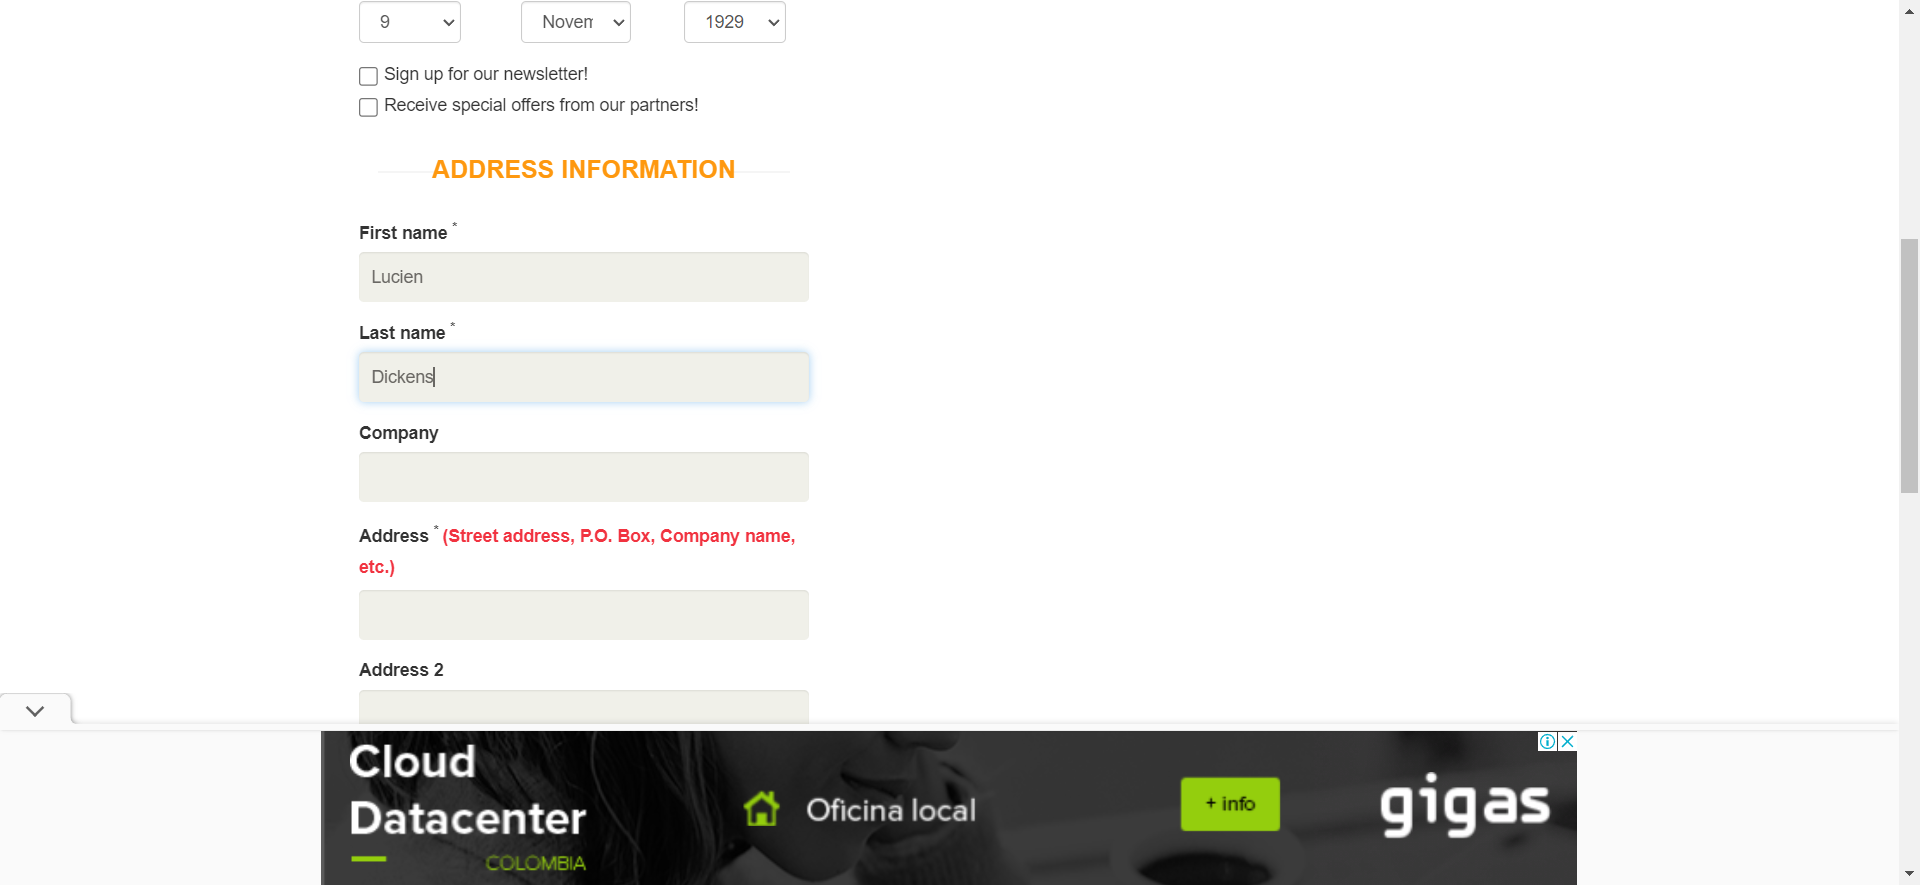 9 Novem 1929
Sign up for our newsletter!
Receive special offers from our partners!
ADDRESS INFORMATION
First name *
Lucien
Last name *
Dickens
Company
Address * (Street address, P.O. Box, Company name,
etc.)
Address 2
Cloud
Datacenter
COLOMBIA
Oficina local
+ info
gigas